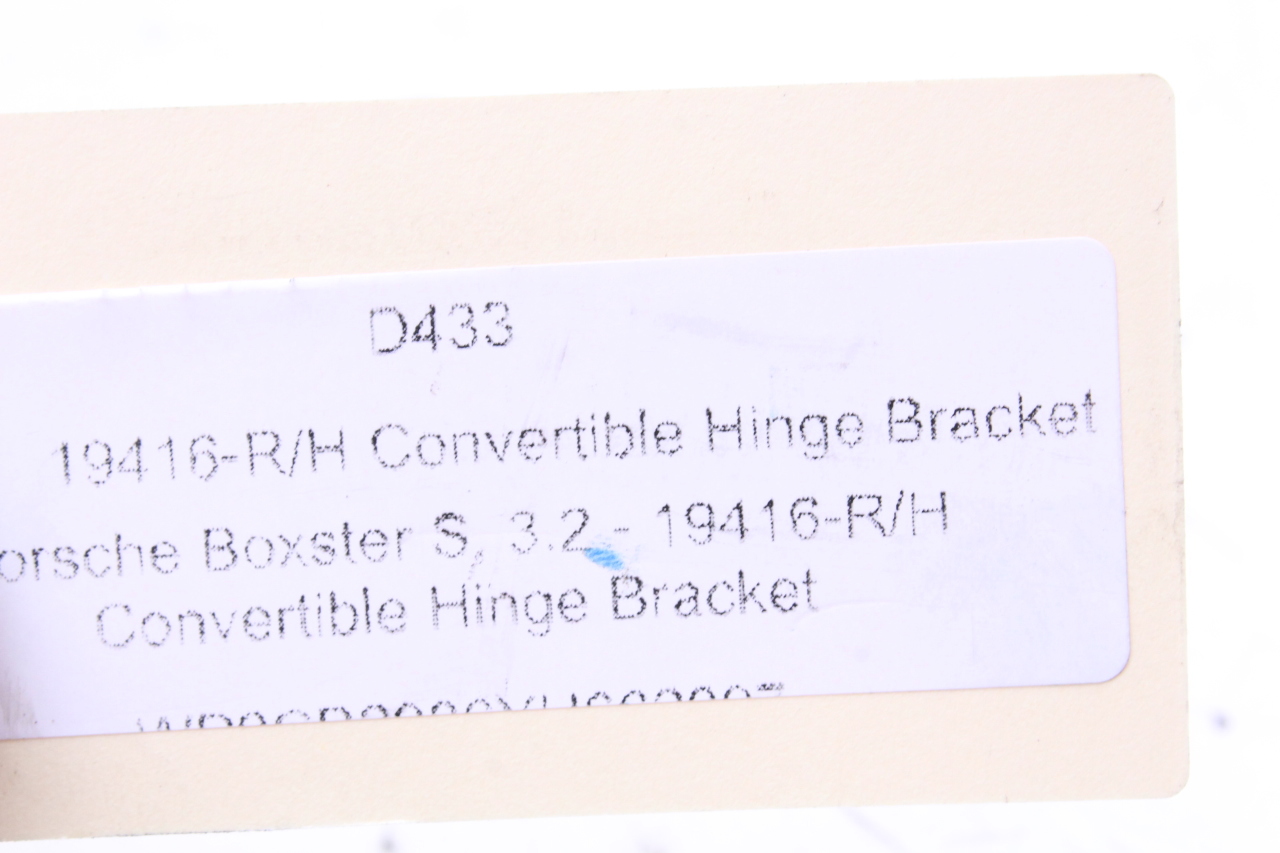 D433
19416-R/H Convertible Hinge Bracket
orsche Boxster S, 3.2 - 19416-R/H
Convertible Hinge Bracket